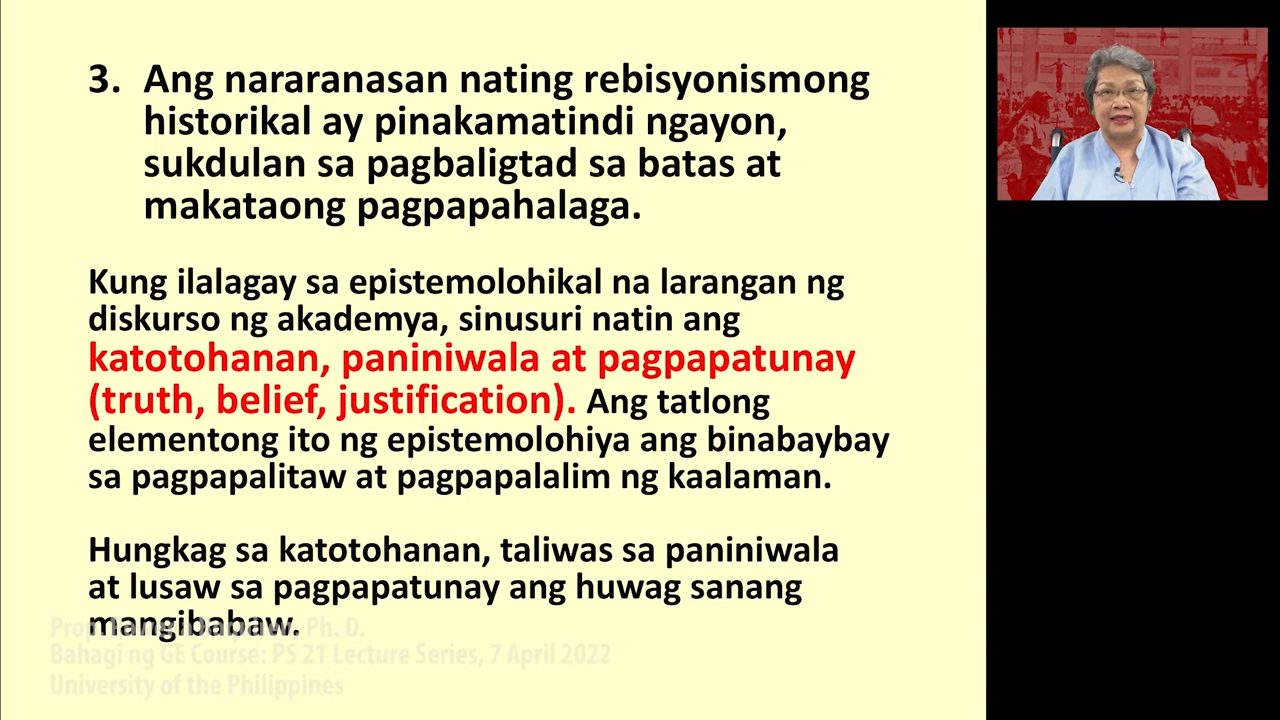 3. Ang nararanasan nating rebisyonismong
historikal ay pinakamatindi ngayon,
sukdulan sa pagbaligtad sa batas at
makataong pagpapahalaga.
Kung ilalagay sa epistemolohikal na larangan ng
diskurso ng akademya, sinusuri natin ang
katotohanan, paniniwala at pagpapatunay
(truth, belief, justification). Ang tatlong
elementong ito ng epistemolohiya ang binabaybay
sa pagpapalitaw at pagpapalalim ng kaalaman.
Hungkag sa katotohanan, taliwas sa paniniwala
at lusaw sa pagpapatunay ang huwag sanang
mangibabaw.
Ph. D.
Bahagi ng GE Course: PS 21 Lecture Series, 7 April 2022
University of the Philippines